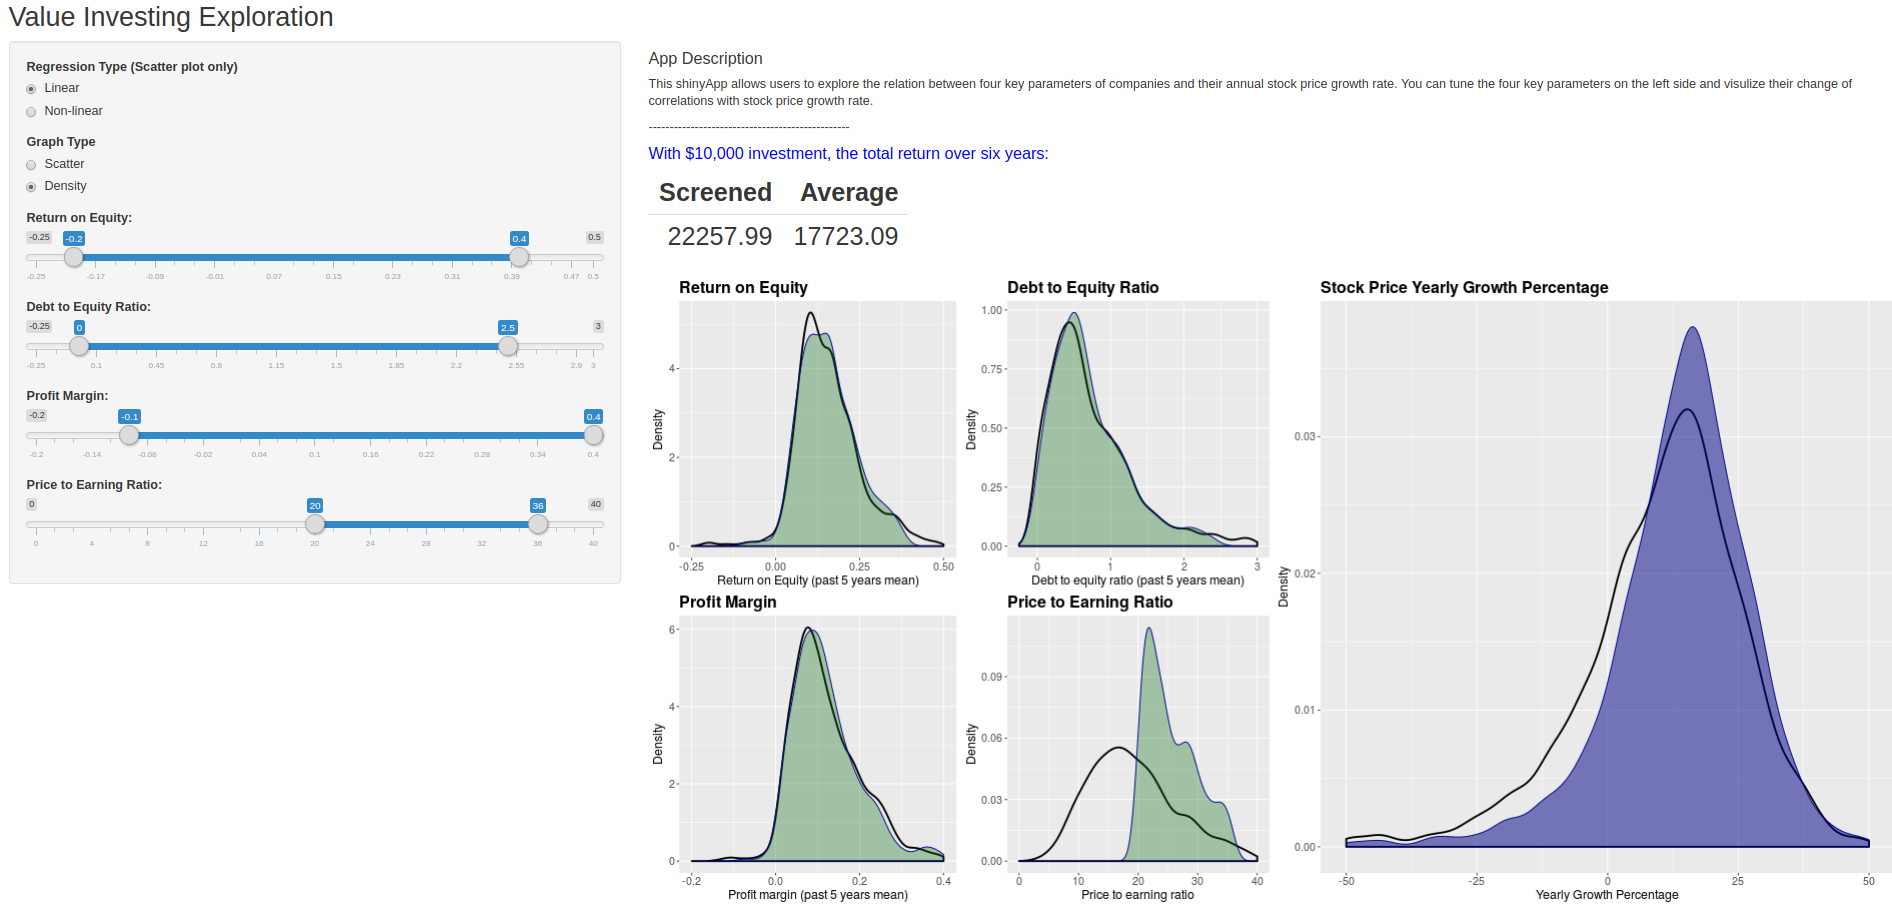 Value Investing Exploration
Regression Type (Scatter plot only)
Linear
Non-linear
Graph Type
Scatter
Density
Return on Equity:
-0.25 -0.2 0.4 0.5
-0.25 -0.17 -0.09 -0.01 0.07 0.15 0.23 0.31 0.39 0.47 0.5
Debt to Equity Ratio:
-0.25 0 2.5 3
-0.25 0.1 0.45 0.8 1.15 1.5 1.85 2.2 2.55 2.9 3
Profit Margin:
-0.2 -0.1 0.4
-0.2 -0.14 -0.08 -0.02 0.04 0.1 0.16 0.22 0.28 0.34 0.4
Price to Earning Ratio:
0 20 36 40
0 4 8 12 16 20 24 28 32 36 40
App Description
This shinyApp allows users to explore the relation between four key parameters of companies and their annual stock price growth rate. You can tune the four key parameters on the left side and visulize their change of
correlations with stock price growth rate.
------------------------------------------------
With $10,000 investment, the total return over six years:
Screened Average
22257.99 17723.09
Return on Equity
Density
4
2
0
-0.25 0.00 0.25 0.50
Return on Equity (past 5 years mean)
Debt to Equity Ratio
Density
1.00
0.75
0.50
0.25
0.00
0 1 2 3
Debt to equity ratio (past 5 years mean)
Profit Margin
Density
6
4
2
0
-0.2 0.0 0.2 0.4
Profit margin (past 5 years mean)
Price to Earning Ratio
Density
0.09
0.06
0.03
0.00
0 10 20 30 40
Price to earning ratio
Stock Price Yearly Growth Percentage
Density
0.03
0.02
0.01
0.00
-50 -25 0 25 50
Yearly Growth Percentage